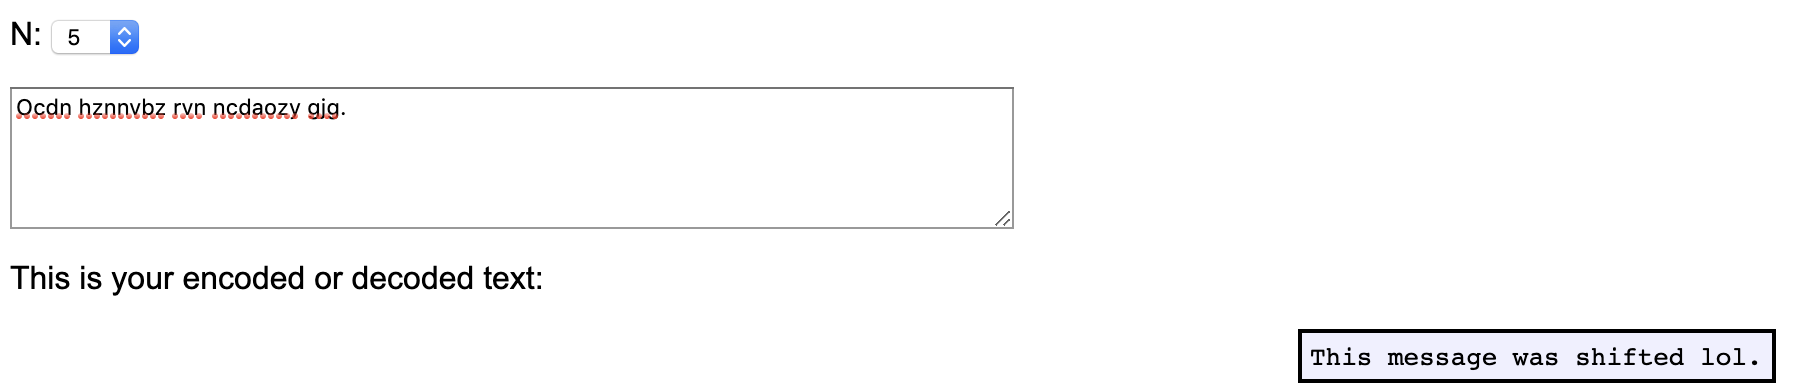 N: 5
Ocdn hznnvbz rvn ncdaozy gjg.
This is your encoded or decoded text:
This message was shifted lol.